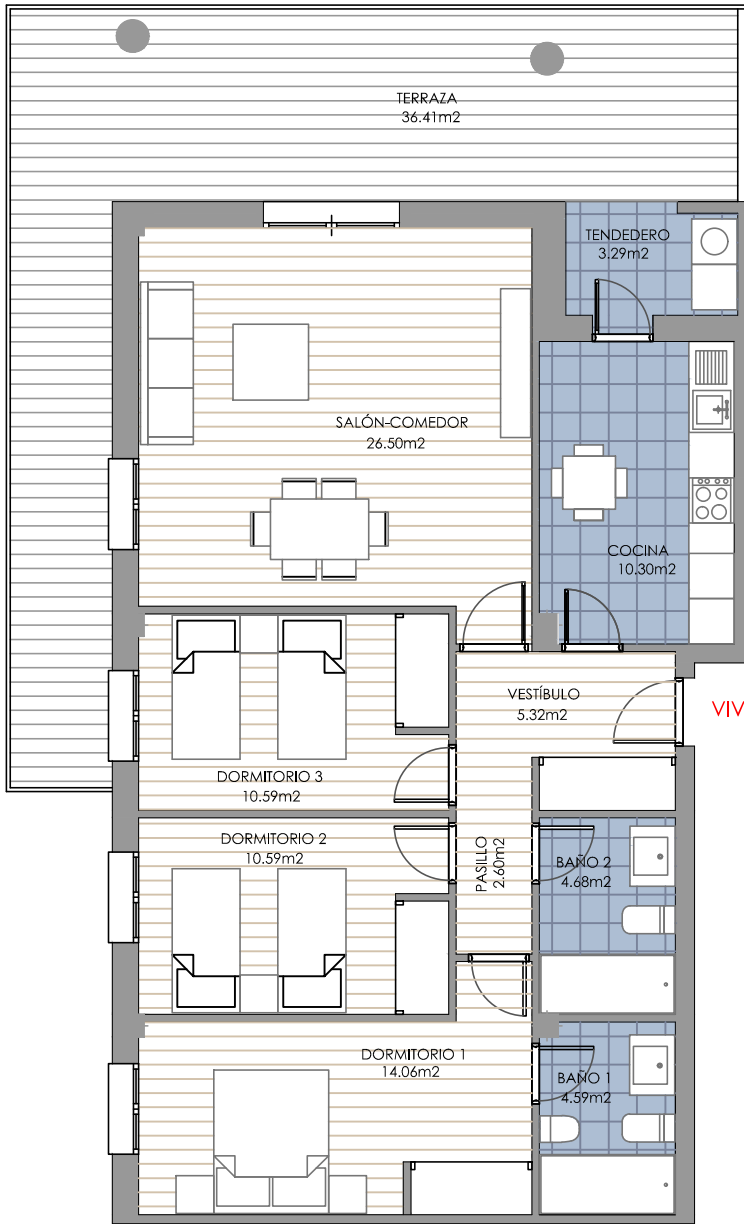 TERRAZA
36.41m2
TENDEDERO
3.29m2
SALÓN-COMEDOR
26.50m2
COCINA
10.30m2
VESTÍBULO
5.32m2
VIV
DORMITORIO 3
10.59m2
DORMITORIO 2
10.59m2
PASILLO
2.60m2
BAÑO 2
4.68m2
DORMITORIO 1
14.06m2
BAÑO 1
4.59m2